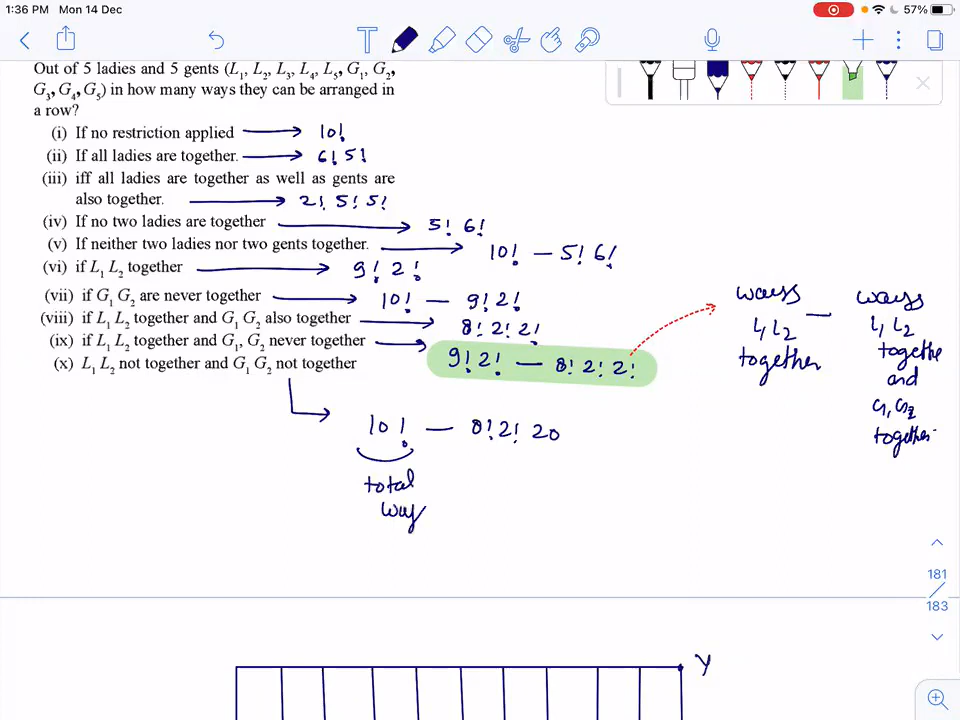 1:36 PM Mon 14 Dec
57%
Out of 5 ladies and 5 gents (L₁, L₂, L₃, L₄, L₅, G₁, G₂,
G₃, G₄, G₅) in how many ways they can be arranged in
a row?
(i) If no restriction applied → 10!
(ii) If all ladies are together. → 6! 5!
(iii) iff all ladies are together as well as gents are
also together. → 2! 5! 5!
(iv) If no two ladies are together → 5! 6!
(v) If neither two ladies nor two gents together. → 10! – 5! 6!
(vi) if L₁ L₂ together → 9! 2!
(vii) if G₁ G₂ are never together → 10! – 9! 2!
(viii) if L₁ L₂ together and G₁ G₂ also together → 8! 2! 2!
(ix) if L₁ L₂ together and G₁, G₂ never together → 9! 2! – 8! 2! 2!
(x) L₁ L₂ not together and G₁ G₂ not together
10! – 8! 2! 20
total
way
ways
L₁ L₂
together
–
ways
L₁ L₂
togethe
and
G₁ G₂
together
181
183
Y